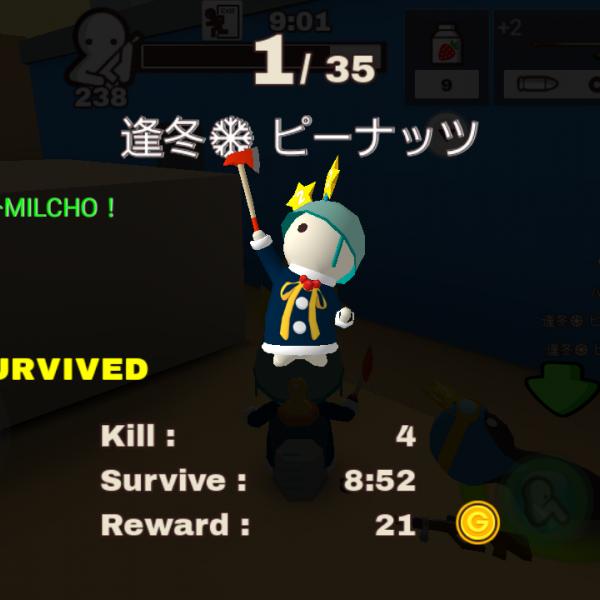 EXIT
9:01
238
1/ 35
9
+2
逢冬❄ ピーナッツ
MILCHO !
URVIVED
Kill : 4
Survive : 8:52
Reward : 21 G